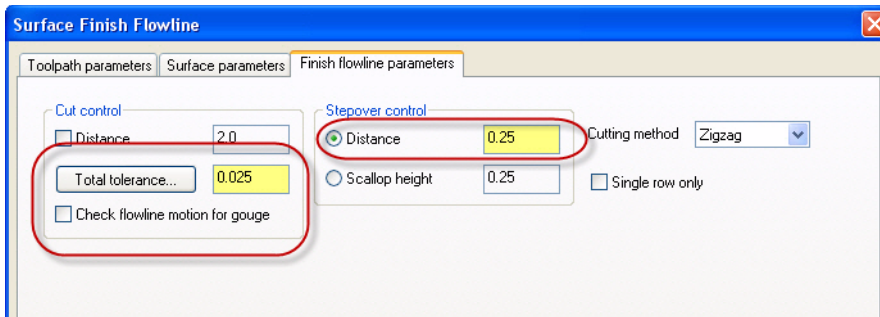 Surface Finish Flowline
Toolpath parameters Surface parameters Finish flowline parameters
Cut control
Distance 2.0
Total tolerance... 0.025
Check flowline motion for gouge
Stepover control
Distance 0.25
Scallop height 0.25
Cutting method Zigzag
Single row only